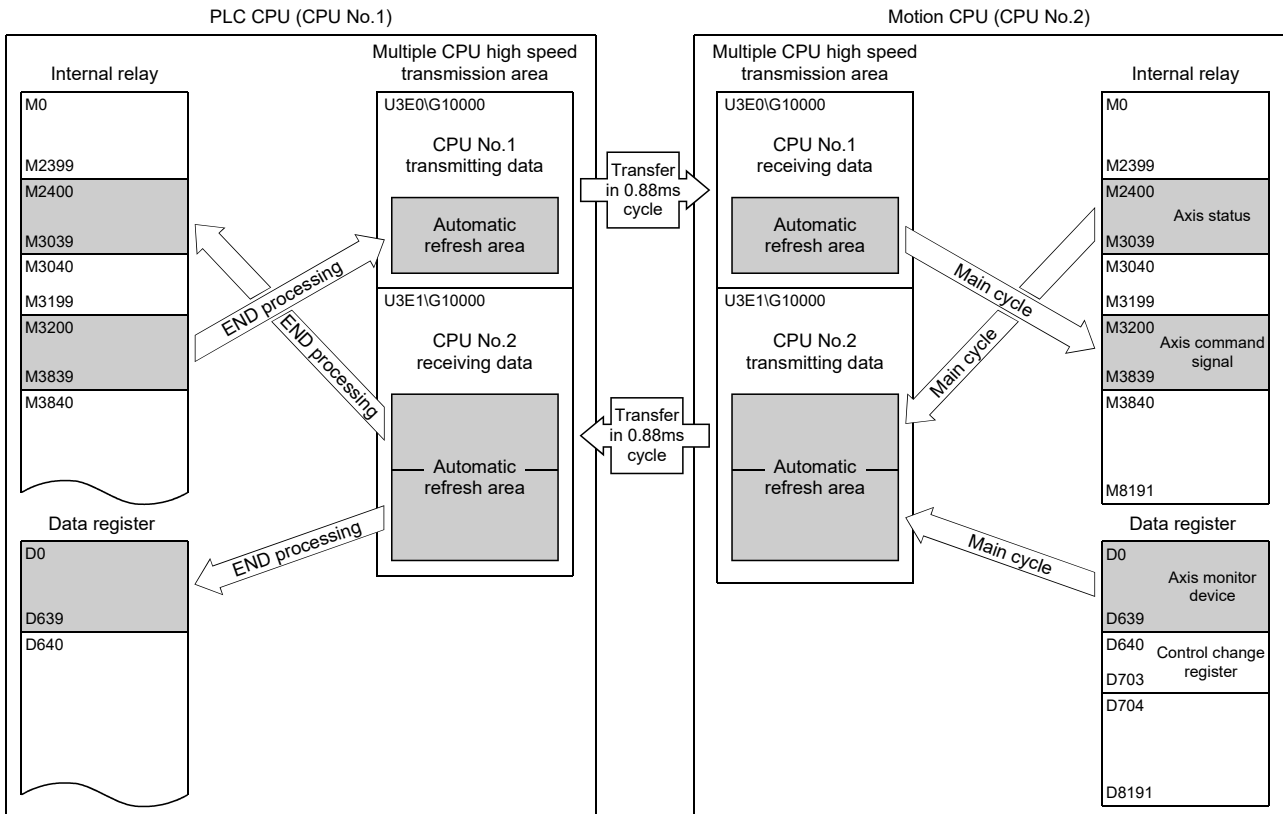 PLC CPU (CPU No.1)
Internal relay
M0
M2399
M2400
M3039
M3040
M3199
M3200
M3839
M3840
Data register
D0
D639
D640
END processing
END processing
END processing
Multiple CPU high speed
transmission area
U3E0\G10000
CPU No.1
transmitting data
Automatic
refresh area
U3E1\G10000
CPU No.2
receiving data
Automatic
refresh area
Transfer
in 0.88ms
cycle
Transfer
in 0.88ms
cycle
Motion CPU (CPU No.2)
Multiple CPU high speed
transmission area
U3E0\G10000
CPU No.1
receiving data
Automatic
refresh area
U3E1\G10000
CPU No.2
transmitting data
Automatic
refresh area
Main cycle
Main cycle
Main cycle
Internal relay
M0
M2399
M2400
Axis status
M3039
M3040
M3199
M3200
Axis command
signal
M3839
M3840
M8191
Data register
D0
Axis monitor
device
D639
D640
Control change
register
D703
D704
D8191